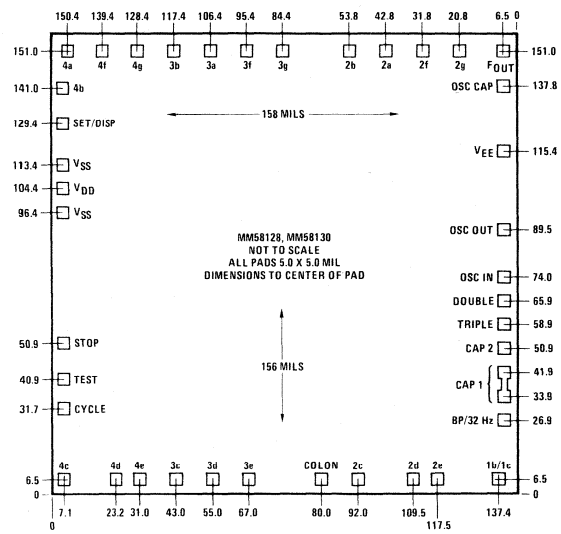 150.4 139.4 128.4 117.4 106.4 95.4 84.4 53.8 42.8 31.8 20.8 6.5 0
151.0 151.0
4a 4f 4g 3b 3a 3f 3g 2b 2a 2f 2g FOUT
141.0 4b OSC CAP 137.8
158 MILS
129.4 SET/DISP
VEE 115.4
113.4 VSS
104.4 VDD
96.4 VSS
OSC OUT 89.5
MM58128, MM58130
NOT TO SCALE
ALL PADS 5.0 X 5.0 MIL
DIMENSIONS TO CENTER OF PAD
OSC IN 74.0
DOUBLE 65.9
TRIPLE 58.9
50.9 STOP CAP 2 50.9
156 MILS
40.9 TEST CAP 1 41.9
33.9
31.7 CYCLE
BP/32 Hz 26.9
4c 4d 4e 3c 3d 3e COLON 2c 2d 2e 1b/1c
6.5 6.5
0 0
7.1 23.2 31.0 43.0 55.0 67.0 80.0 92.0 109.5 137.4
0 117.5